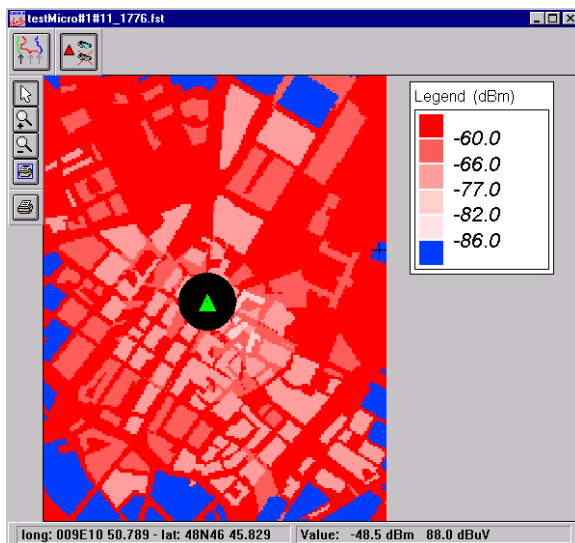 testMicro#1#11_1776.fst
Legend (dBm)
-60.0
-66.0
-77.0
-82.0
-86.0
long: 009E10 50.789 - lat: 48N46 45.829
Value: -48.5 dBm 88.0 dBuV